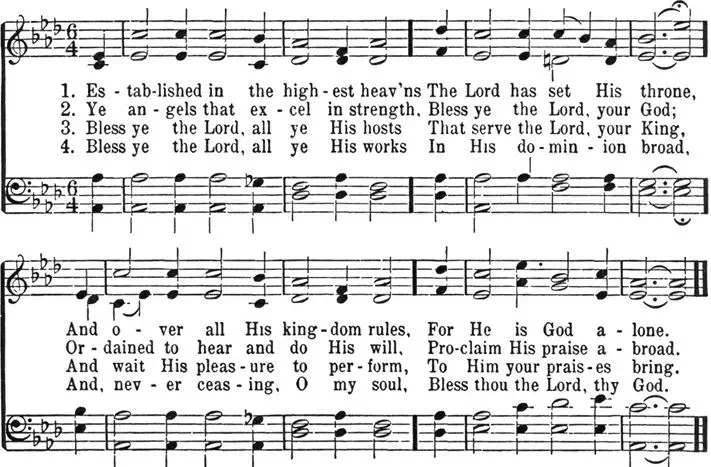 6
4
1. Es - tab-lished in the high-est heav'ns The Lord has set His throne,
2. Ye an-gels that ex-cel in strength, Bless ye the Lord, your God;
3. Bless ye the Lord, all ye His hosts That serve the Lord, your King,
4. Bless ye the Lord, all ye His works In His do-min-ion broad,
6
4
And o - ver all His king-dom rules, For He is God a - lone.
Or-dained to hear and do His will, Pro-claim His praise a - broad.
And wait His pleas-ure to per-form, To Him your prais-es bring.
And, nev-er ceas-ing, O my soul, Bless thou the Lord, thy God.